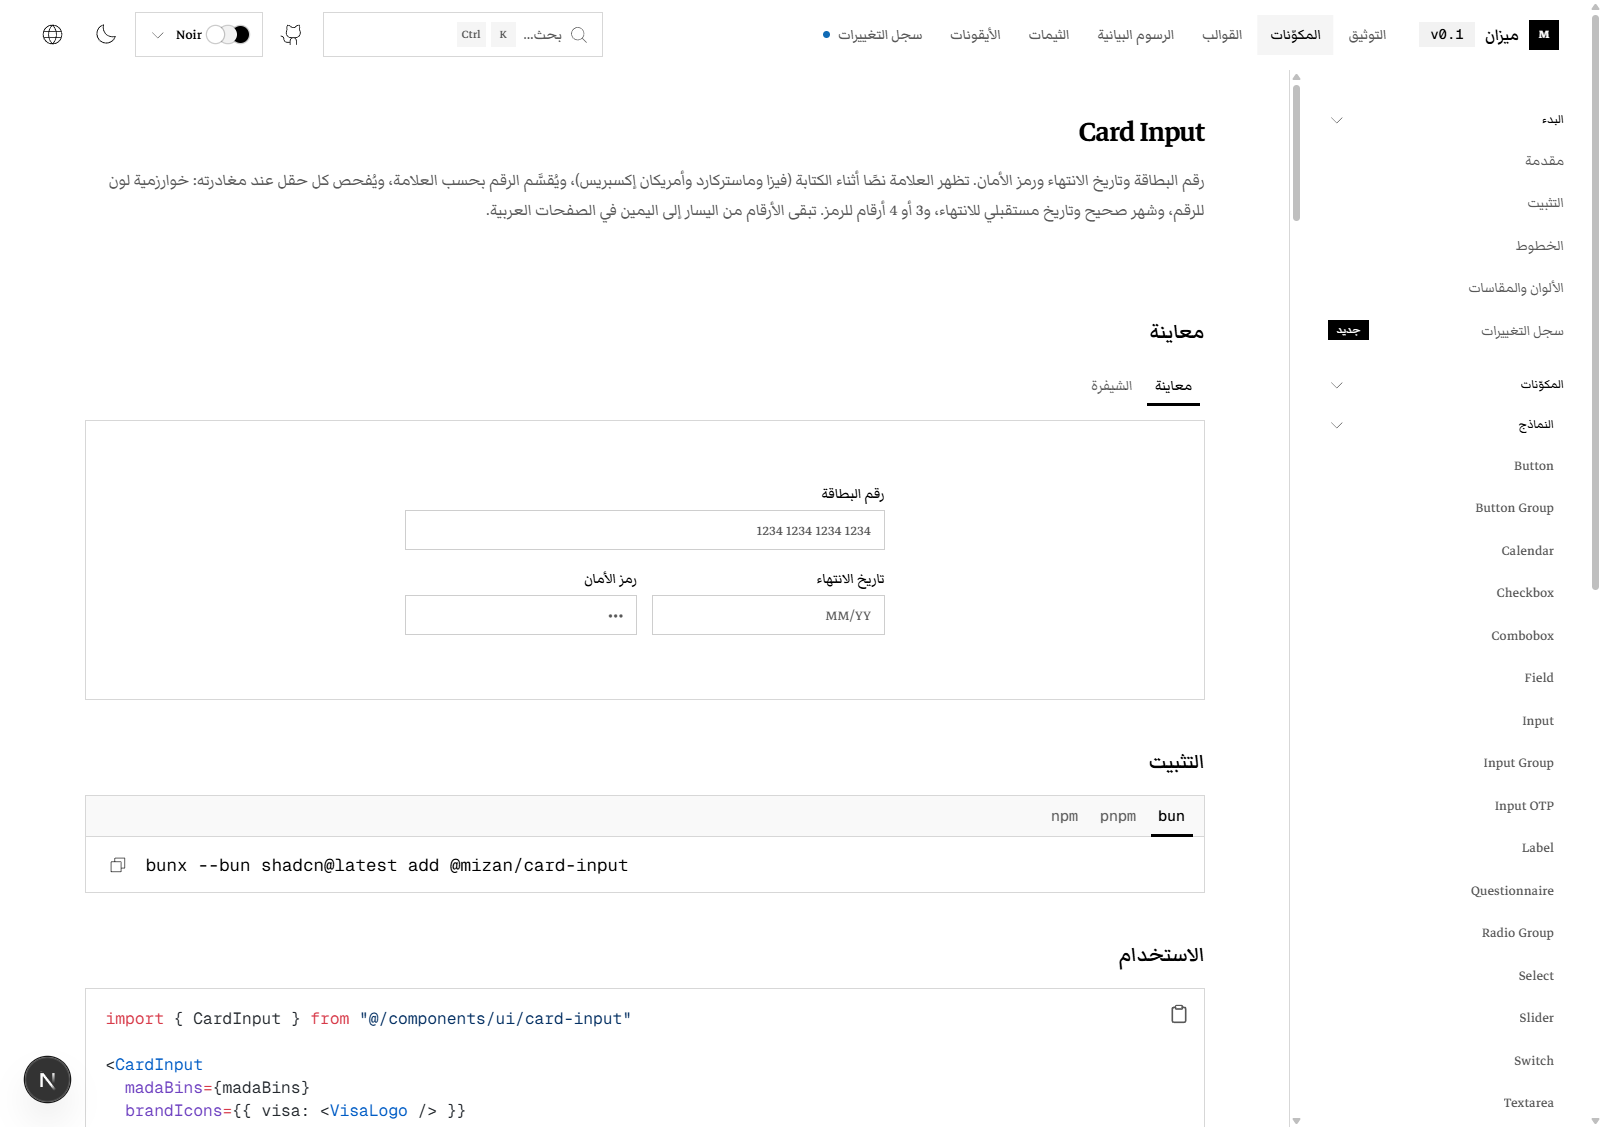 M
ميزان
v0.1
التوثيق
المكوّنات
القوالب
الرسوم البيانية
الثيمات
الأيقونات
سجل التغييرات
بحث...
Ctrl K
Noir
البدء
مقدمة
التثبيت
الخطوط
الألوان والمقاسات
سجل التغييرات
جديد
المكوّنات
النماذج
Button
Button Group
Calendar
Checkbox
Combobox
Field
Input
Input Group
Input OTP
Label
Questionnaire
Radio Group
Select
Slider
Switch
Textarea
Card Input
رقم البطاقة وتاريخ الانتهاء ورمز الأمان. تظهر العلامة نصًا أثناء الكتابة (فيزا وماستركارد وأمريكان إكسبريس)، ويُقسَّم الرقم بحسب العلامة، ويُفحص كل حقل عند مغادرته: خوارزمية لون
للرقم، وشهر صحيح وتاريخ مستقبلي للانتهاء، و3 أو 4 أرقام للرمز. تبقى الأرقام من اليسار إلى اليمين في الصفحات العربية.
معاينة
معاينة
الشيفرة
رقم البطاقة
1234 1234 1234 1234
تاريخ الانتهاء
MM/YY
رمز الأمان
•••
التثبيت
bun
pnpm
npm
bunx --bun shadcn@latest add @mizan/card-input
الاستخدام
import { CardInput } from "@/components/ui/card-input"
<CardInput
madaBins={madaBins}
brandIcons={{ visa: <VisaLogo /> }}
N